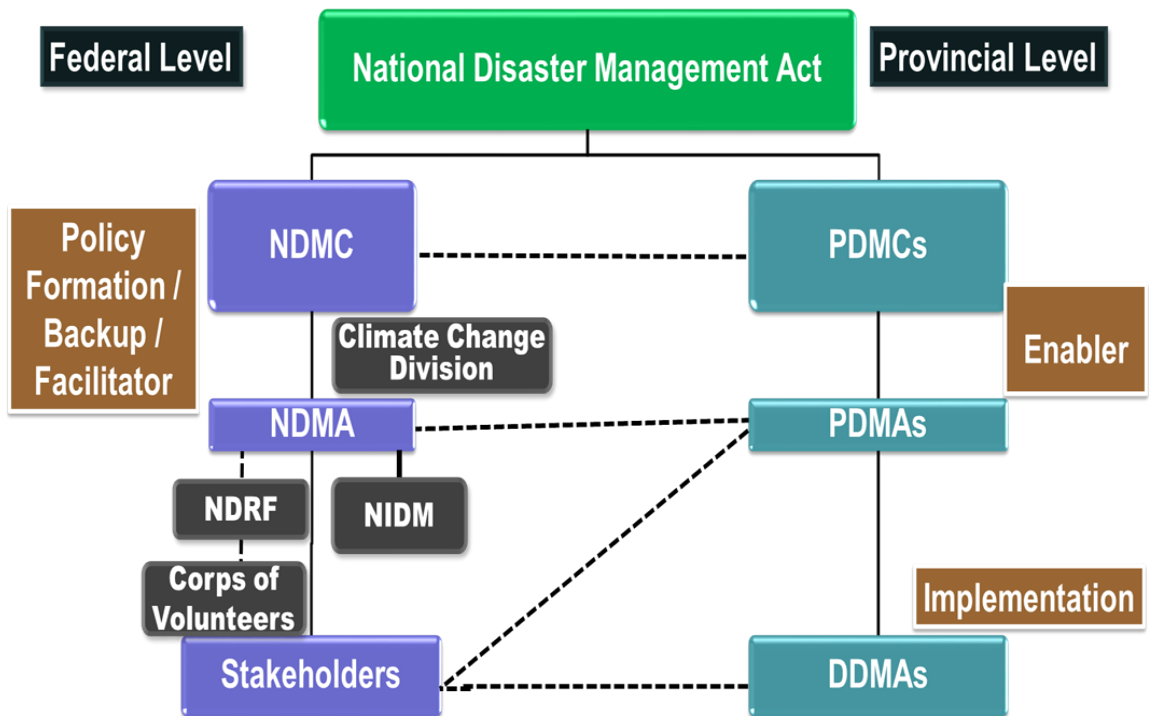 Federal Level
National Disaster Management Act
Provincial Level
NDMC
PDMCs
Policy
Formation /
Backup /
Facilitator
Climate Change
Division
Enabler
NDMA
PDMAs
NDRF
NIDM
Corps of
Volunteers
Implementation
Stakeholders
DDMAs